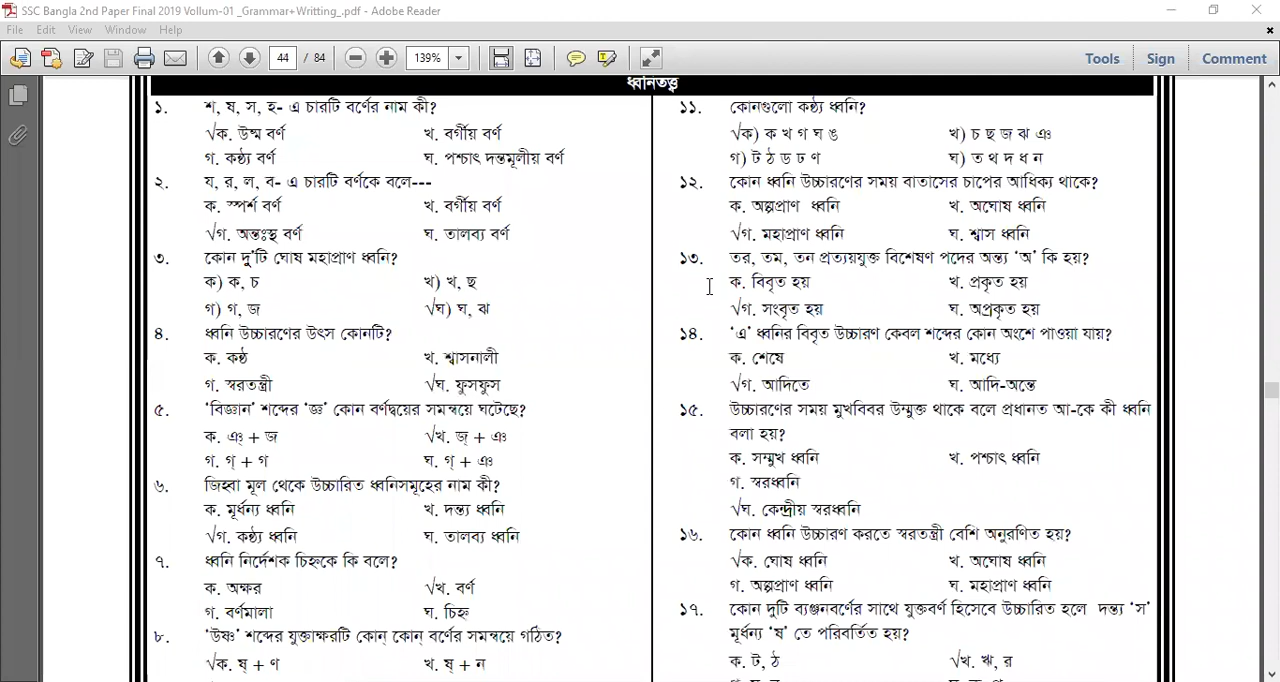 SSC Bangla 2nd Paper Final 2019 Vollum-01 _Grammar+Writting_.pdf - Adobe Reader
File Edit View Window Help
44 / 84 139% Tools Sign Comment
ধ্বনিতত্ত্ব
১. শ, ষ, স, হ- এ চারটি বর্ণের নাম কী?
√ক. উষ্ম বর্ণ খ. বর্গীয় বর্ণ
গ. কণ্ঠ্য বর্ণ ঘ. পশ্চাৎ দন্তমূলীয় বর্ণ
২. য, র, ল, ব- এ চারটি বর্ণকে বলে---
ক. স্পর্শ বর্ণ খ. বর্গীয় বর্ণ
√গ. অন্তঃস্থ বর্ণ ঘ. তালব্য বর্ণ
৩. কোন দু'টি ঘোষ মহাপ্রাণ ধ্বনি?
ক) ক, চ খ) খ, ছ
গ) গ, জ √ঘ) ঘ, ঝ
৪. ধ্বনি উচ্চারণের উৎস কোনটি?
ক. কণ্ঠ খ. শ্বাসনালী
গ. স্বরতন্ত্রী √ঘ. ফুসফুস
৫. ‘বিজ্ঞান’ শব্দের ‘জ্ঞ’ কোন বর্ণদ্বয়ের সমন্বয়ে ঘটেছে?
ক. ঞ্ + জ √খ. জ্ + ঞ
গ. গ্ + গ ঘ. গ্ + ঞ
৬. জিহ্বা মূল থেকে উচ্চারিত ধ্বনিসমূহের নাম কী?
ক. মূর্ধন্য ধ্বনি খ. দন্ত্য ধ্বনি
√গ. কণ্ঠ্য ধ্বনি ঘ. তালব্য ধ্বনি
৭. ধ্বনি নির্দেশক চিহ্নকে কি বলে?
ক. অক্ষর √খ. বর্ণ
গ. বর্ণমালা ঘ. চিহ্ন
৮. ‘উষ্ণ’ শব্দের যুক্তাক্ষরটি কোন্ কোন্ বর্ণের সমন্বয়ে গঠিত?
√ক. ষ্ + ণ খ. ষ্ + ন
১১. কোনগুলো কণ্ঠ্য ধ্বনি?
√ক) ক খ গ ঘ ঙ খ) চ ছ জ ঝ ঞ
গ) ট ঠ ড ঢ ণ ঘ) ত থ দ ধ ন
১২. কোন ধ্বনি উচ্চারণের সময় বাতাসের চাপের আধিক্য থাকে?
ক. অল্পপ্রাণ ধ্বনি খ. অঘোষ ধ্বনি
√গ. মহাপ্রাণ ধ্বনি ঘ. শ্বাস ধ্বনি
১৩. তর, তম, তন প্রত্যয়যুক্ত বিশেষণ পদের অন্ত্য ‘অ’ কি হয়?
ক. বিবৃত হয় খ. প্রকৃত হয়
√গ. সংবৃত হয় ঘ. অপ্রকৃত হয়
১৪. ‘এ’ ধ্বনির বিবৃত উচ্চারণ কেবল শব্দের কোন অংশে পাওয়া যায়?
ক. শেষে খ. মধ্যে
√গ. আদিতে ঘ. আদি-অন্তে
১৫. উচ্চারণের সময় মুখবিবর উম্মুক্ত থাকে বলে প্রধানত আ-কে কী ধ্বনি
বলা হয়?
ক. সম্মুখ ধ্বনি খ. পশ্চাৎ ধ্বনি
গ. স্বরধ্বনি
√ঘ. কেন্দ্রীয় স্বরধ্বনি
১৬. কোন ধ্বনি উচ্চারণ করতে স্বরতন্ত্রী বেশি অনুরণিত হয়?
√ক. ঘোষ ধ্বনি খ. অঘোষ ধ্বনি
গ. অল্পপ্রাণ ধ্বনি ঘ. মহাপ্রাণ ধ্বনি
১৭. কোন দুটি ব্যঞ্জনবর্ণের সাথে যুক্তবর্ণ হিসেবে উচ্চারিত হলে দন্ত্য ‘স’
মূর্ধন্য ‘ষ’ তে পরিবর্তিত হয়?
ক. ট, ঠ √খ. ঋ, র